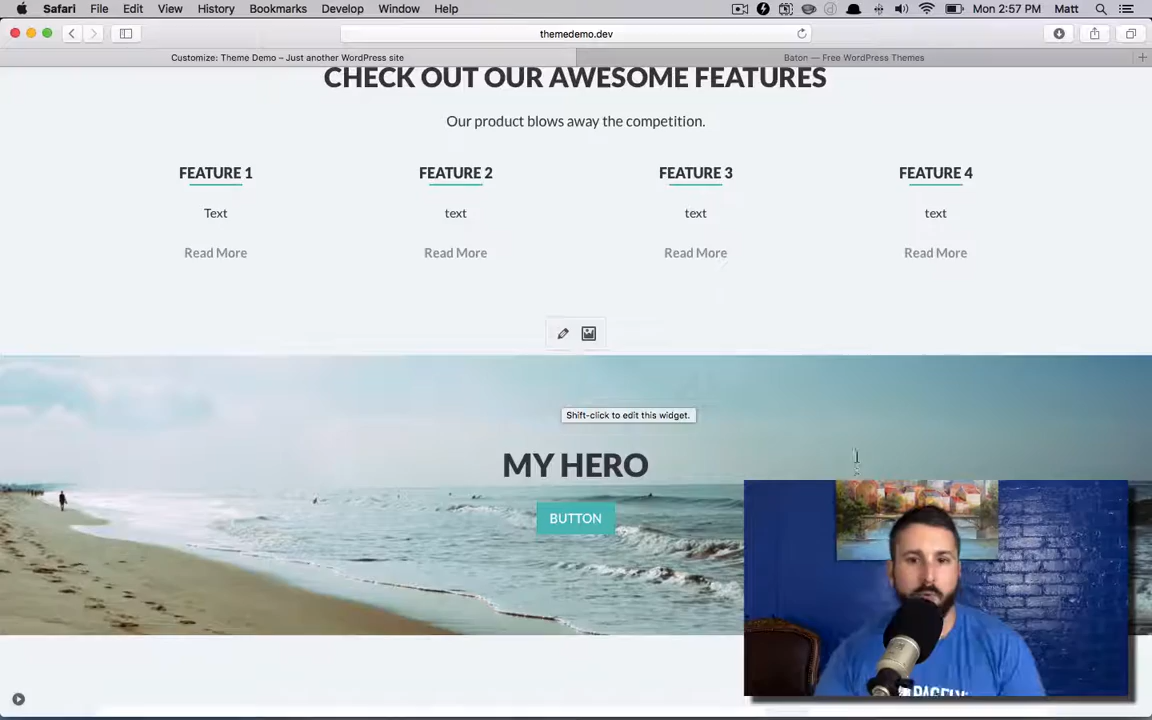 Safari File Edit View History Bookmarks Develop Window Help Mon 2:57 PM Matt
themedemo.dev
Customize: Theme Demo – Just another WordPress site Baton — Free WordPress Themes
CHECK OUT OUR AWESOME FEATURES
Our product blows away the competition.
FEATURE 1 FEATURE 2 FEATURE 3 FEATURE 4
Text text text text
Read More Read More Read More Read More
Shift-click to edit this widget.
MY HERO
BUTTON